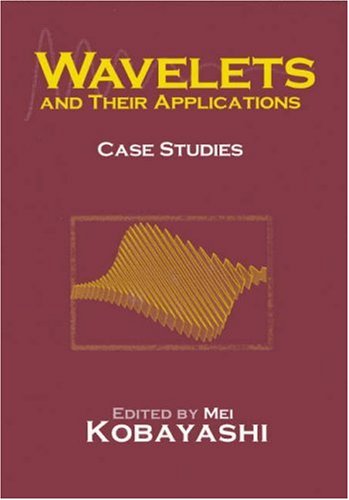 WAVELETS
AND THEIR APPLICATIONS
CASE STUDIES
EDITED BY MEI
KOBAYASHI